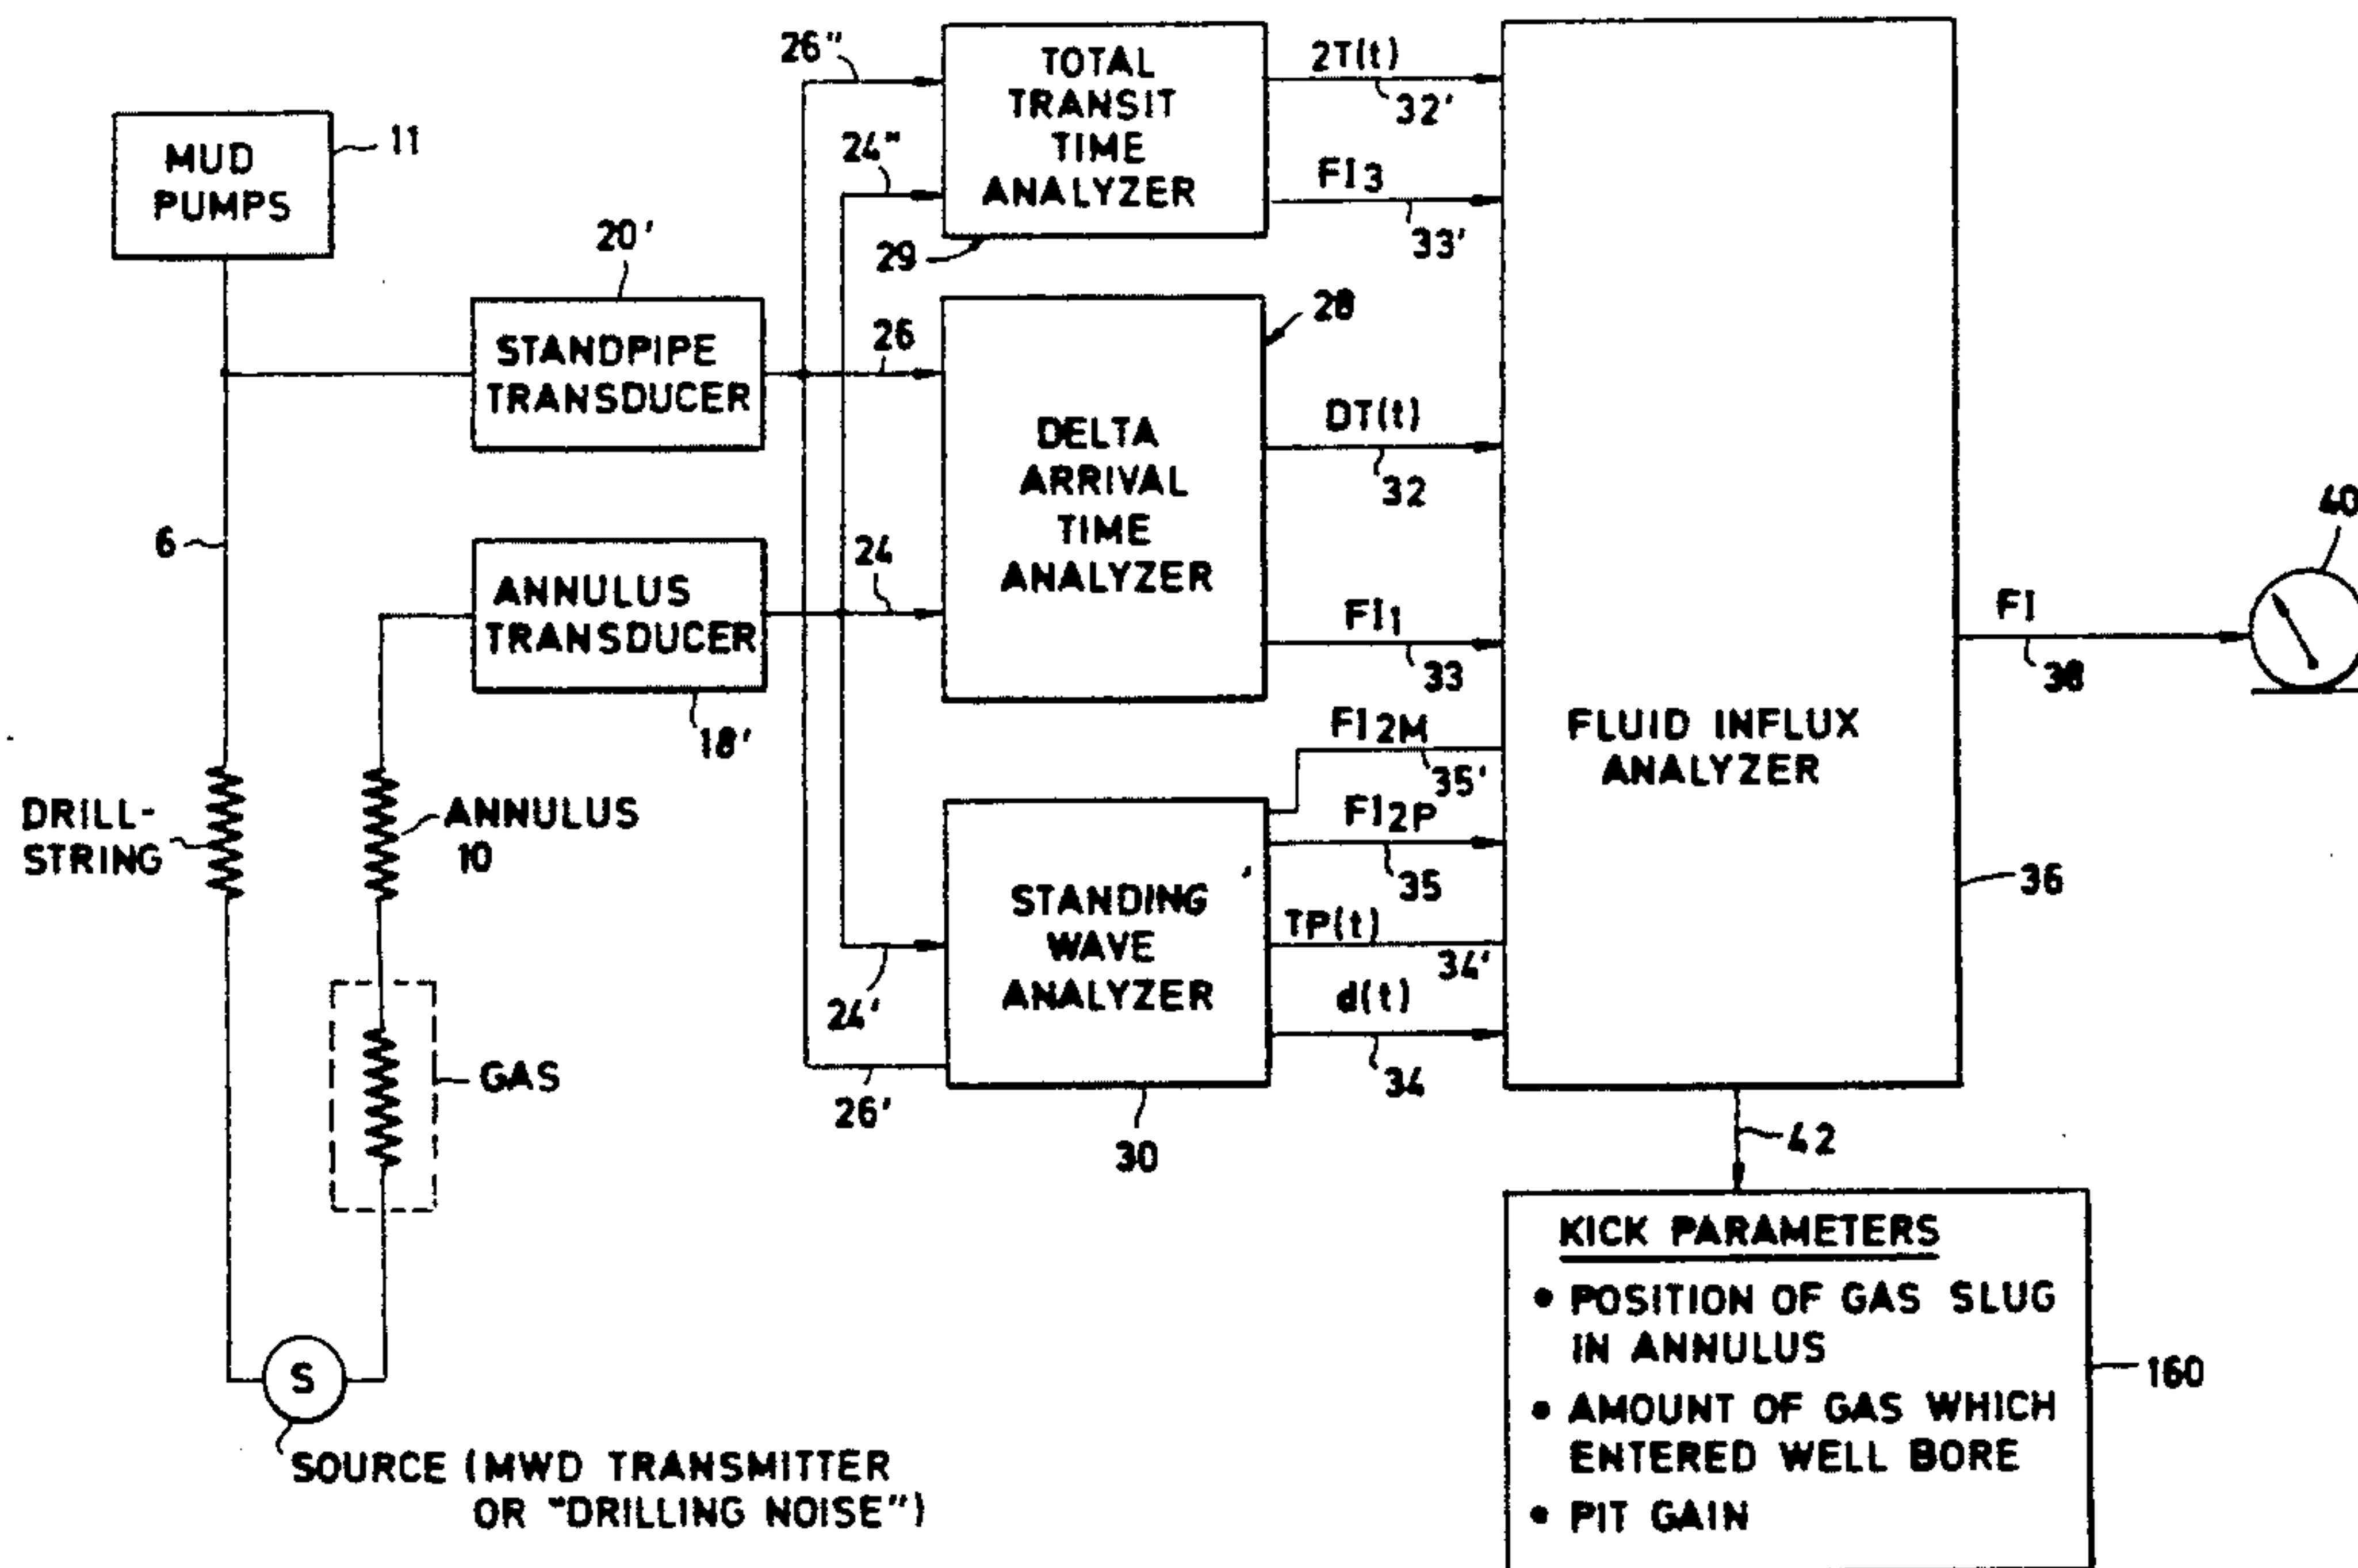 MUD
PUMPS
11
6
DRILL-
STRING
ANNULUS
10
GAS
S
SOURCE (MWD TRANSMITTER
OR "DRILLING NOISE")
20'
STANDPIPE
TRANSDUCER
ANNULUS
TRANSDUCER
18'
26"
24"
26
24
24'
26'
TOTAL
TRANSIT
TIME
ANALYZER
29
28
DELTA
ARRIVAL
TIME
ANALYZER
STANDING
WAVE
ANALYZER
30
2T(t)
32'
FI3
33'
DT(t)
32
FI1
33
FI2M
35'
FI2P
35
TP(t)
34'
d(t)
34
FLUID INFLUX
ANALYZER
36
FI
38
40
42
KICK PARAMETERS
• POSITION OF GAS SLUG
IN ANNULUS
• AMOUNT OF GAS WHICH
ENTERED WELL BORE
• PIT GAIN
160